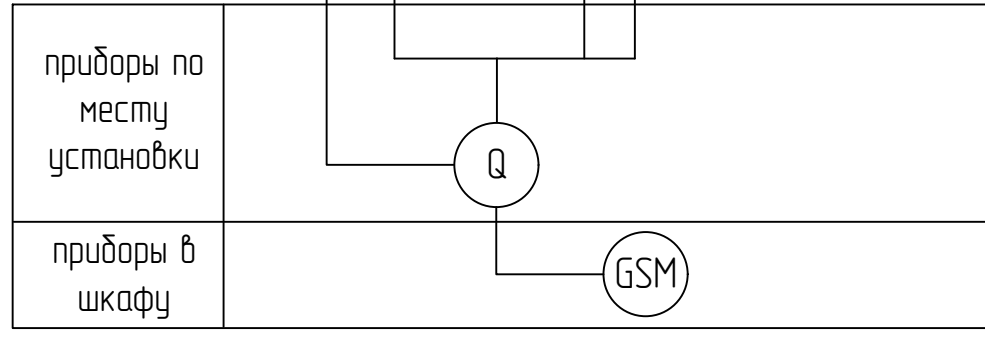 приборы по
месту
установки
Q
приборы в
шкафу
GSM